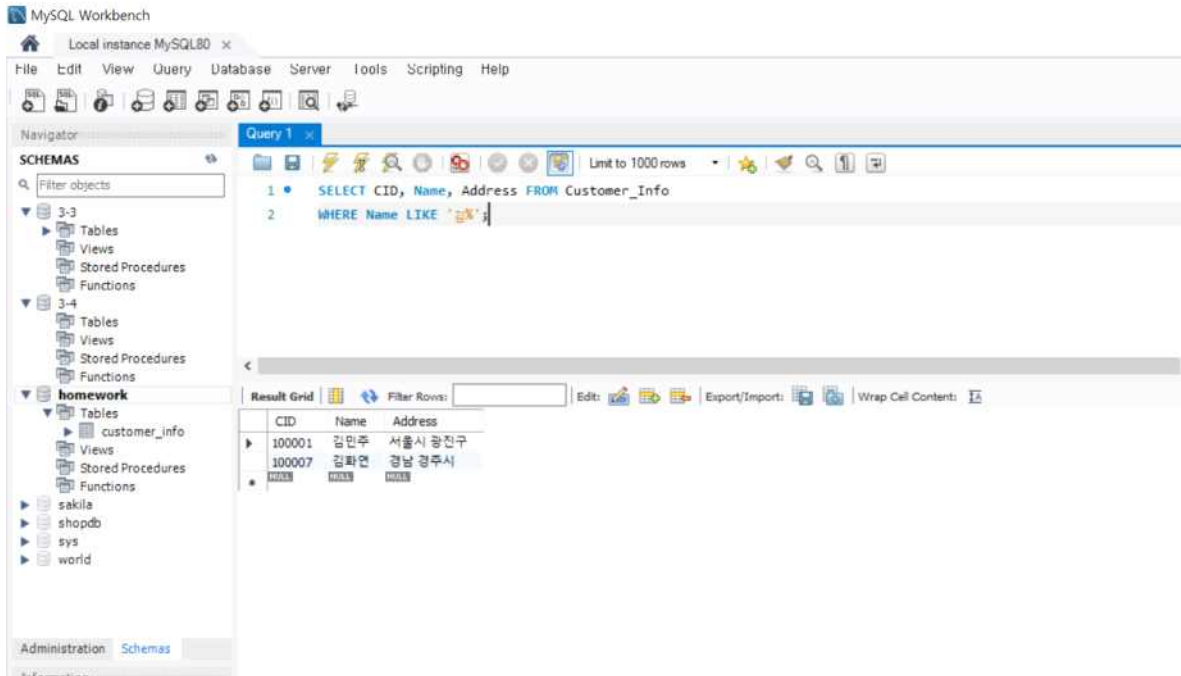 MySQL Workbench
Local instance MySQL80
File Edit View Query Database Server Tools Scripting Help
Navigator
Query 1
SCHEMAS
Limit to 1000 rows
Filter objects
1 SELECT CID, Name, Address FROM Customer_Info
2 WHERE Name LIKE '김%';
3-3
Tables
Views
Stored Procedures
Functions
3-4
Tables
Views
Stored Procedures
Functions
homework
Tables
customer_info
Views
Stored Procedures
Functions
sakila
shopdb
sys
world
Result Grid Filter Rows: Edit: Export/Import: Wrap Cell Content:
CID Name Address
100001 김민주 서울시 광진구
100007 김화연 경남 경주시
NULL NULL NULL
Administration Schemas